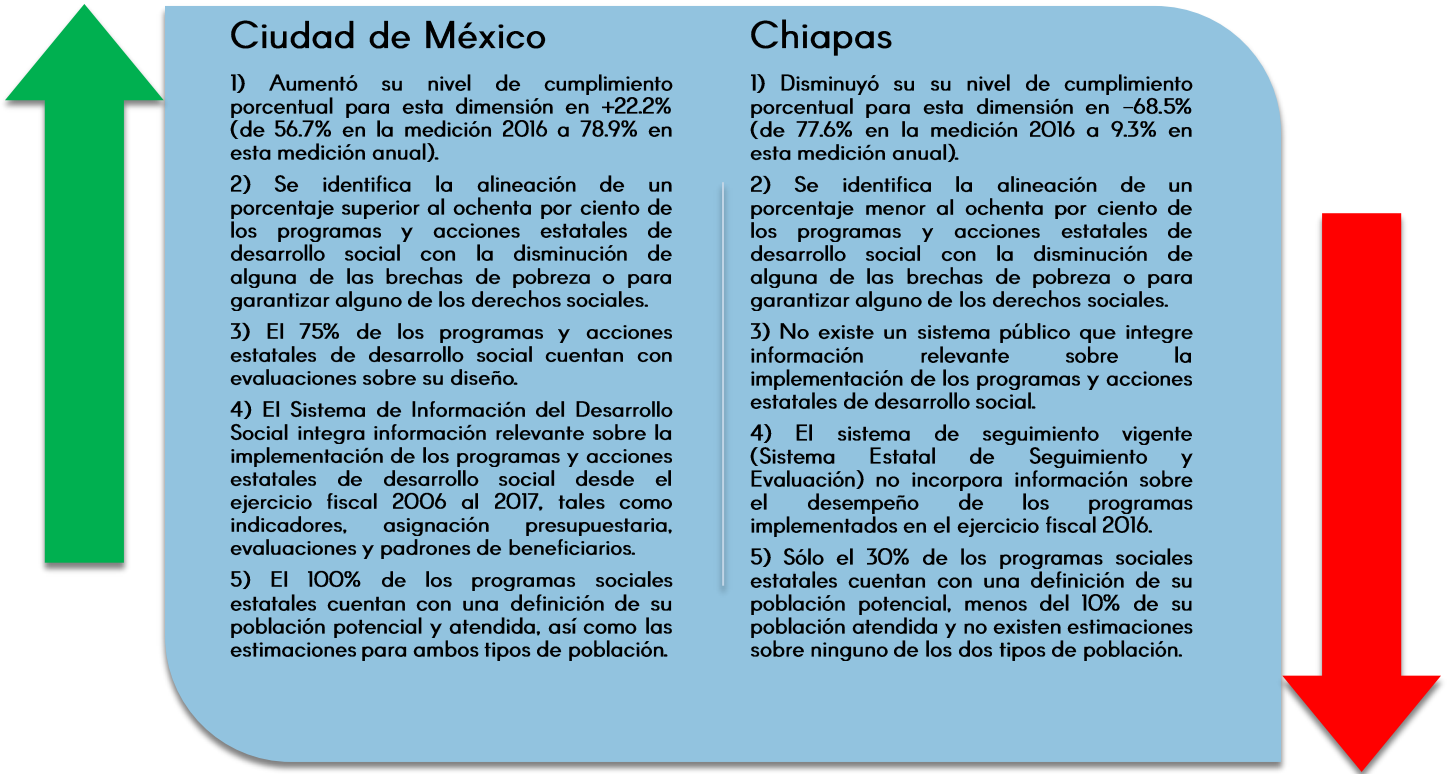 Ciudad de México
1) Aumentó su nivel de cumplimiento
porcentual para esta dimensión en +22.2%
(de 56.7% en la medición 2016 a 78.9% en
esta medición anual).
2) Se identifica la alineación de un
porcentaje superior al ochenta por ciento de
los programas y acciones estatales de
desarrollo social con la disminución de
alguna de las brechas de pobreza o para
garantizar alguno de los derechos sociales.
3) El 75% de los programas y acciones
estatales de desarrollo social cuentan con
evaluaciones sobre su diseño.
4) El Sistema de Información del Desarrollo
Social integra información relevante sobre la
implementación de los programas y acciones
estatales de desarrollo social desde el
ejercicio fiscal 2006 al 2017, tales como
indicadores, asignación presupuestaria,
evaluaciones y padrones de beneficiarios.
5) El 100% de los programas sociales
estatales cuentan con una definición de su
población potencial y atendida, así como las
estimaciones para ambos tipos de población.
Chiapas
1) Disminuyó su su nivel de cumplimiento
porcentual para esta dimensión en –68.5%
(de 77.6% en la medición 2016 a 9.3% en
esta medición anual).
2) Se identifica la alineación de un
porcentaje menor al ochenta por ciento de
los programas y acciones estatales de
desarrollo social con la disminución de
alguna de las brechas de pobreza o para
garantizar alguno de los derechos sociales.
3) No existe un sistema público que integre
información relevante sobre la
implementación de los programas y acciones
estatales de desarrollo social.
4) El sistema de seguimiento vigente
(Sistema Estatal de Seguimiento y
Evaluación) no incorpora información sobre
el desempeño de los programas
implementados en el ejercicio fiscal 2016.
5) Sólo el 30% de los programas sociales
estatales cuentan con una definición de su
población potencial, menos del 10% de su
población atendida y no existen estimaciones
sobre ninguno de los dos tipos de población.